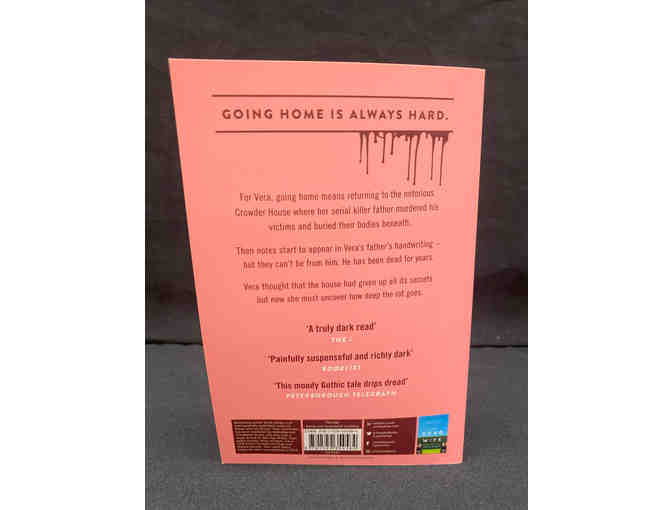 GOING HOME IS ALWAYS HARD.
For Vera, going home means returning to the notorious
Crowder House where her serial killer father murdered his
victims and buried their bodies beneath.
Then notes start to appear in Vera's father's handwriting –
but they can't be from him. He has been dead for years.
Vera thought that the house had given up all its secrets
but now she must uncover how deep the rot goes.
'A truly dark read'
THE i
'Painfully suspenseful and richly dark'
BOOKLIST
'This moody Gothic tale drips dread'
PETERBOROUGH TELEGRAPH